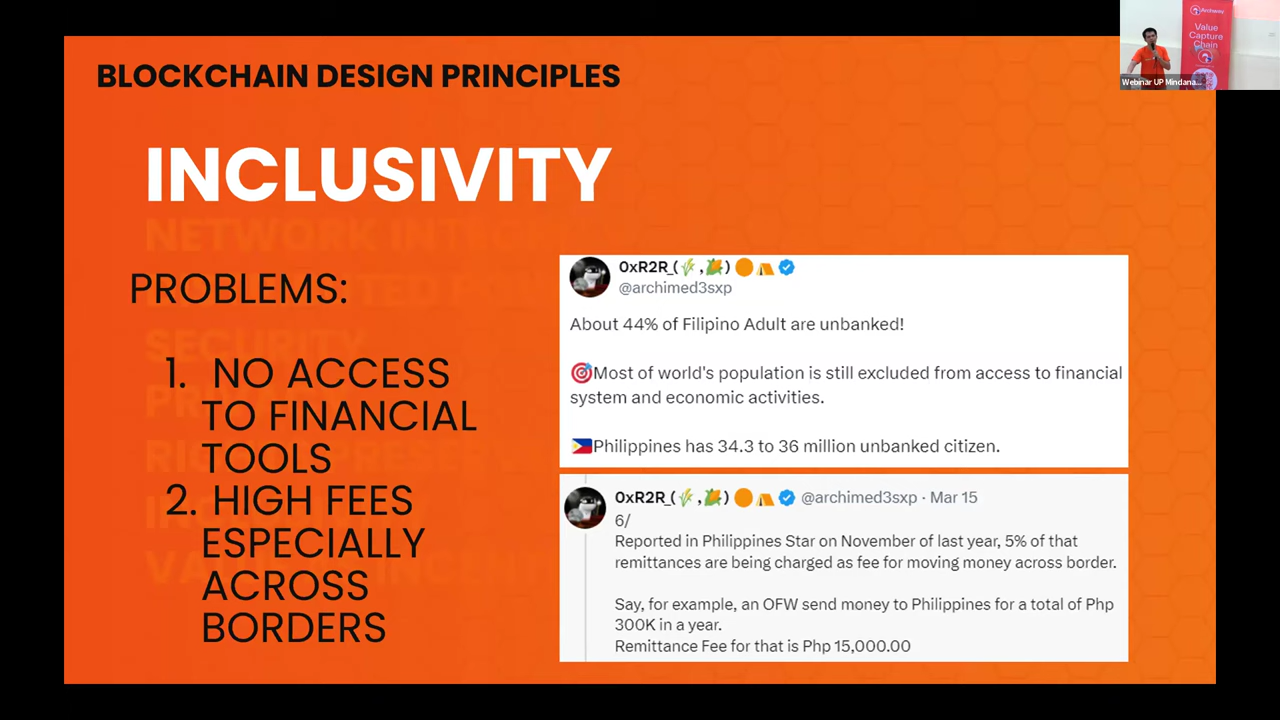 BLOCKCHAIN DESIGN PRINCIPLES
INCLUSIVITY
PROBLEMS:
1. NO ACCESS
TO FINANCIAL
TOOLS
2. HIGH FEES
ESPECIALLY
ACROSS
BORDERS
0xR2R_(🌾,🌽) 🟠⛺
@archimed3sxp
About 44% of Filipino Adult are unbanked!
🎯Most of world's population is still excluded from access to financial
system and economic activities.
🇵🇭Philippines has 34.3 to 36 million unbanked citizen.
0xR2R_(🌾,🌽) 🟠⛺ @archimed3sxp · Mar 15
6/
Reported in Philippines Star on November of last year, 5% of that
remittances are being charged as fee for moving money across border.
Say, for example, an OFW send money to Philippines for a total of Php
300K in a year.
Remittance Fee for that is Php 15,000.00
Archway
Value
Capture
Chain
Webinar UP Mindana...